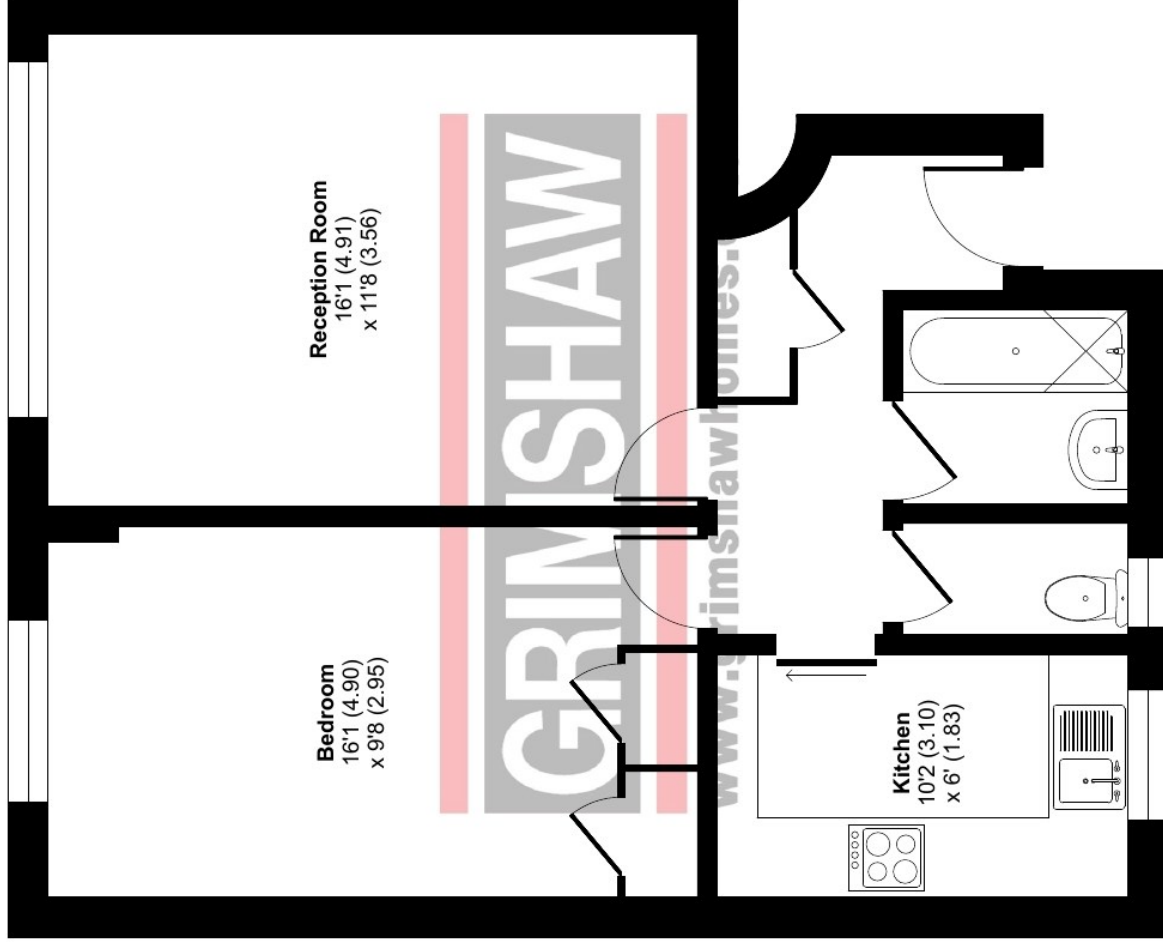 Reception Room
16'1 (4.91)
x 11'8 (3.56)
Bedroom
16'1 (4.90)
x 9'8 (2.95)
Kitchen
10'2 (3.10)
x 6' (1.83)
GRIMSHAW
www.grimshawhomes.